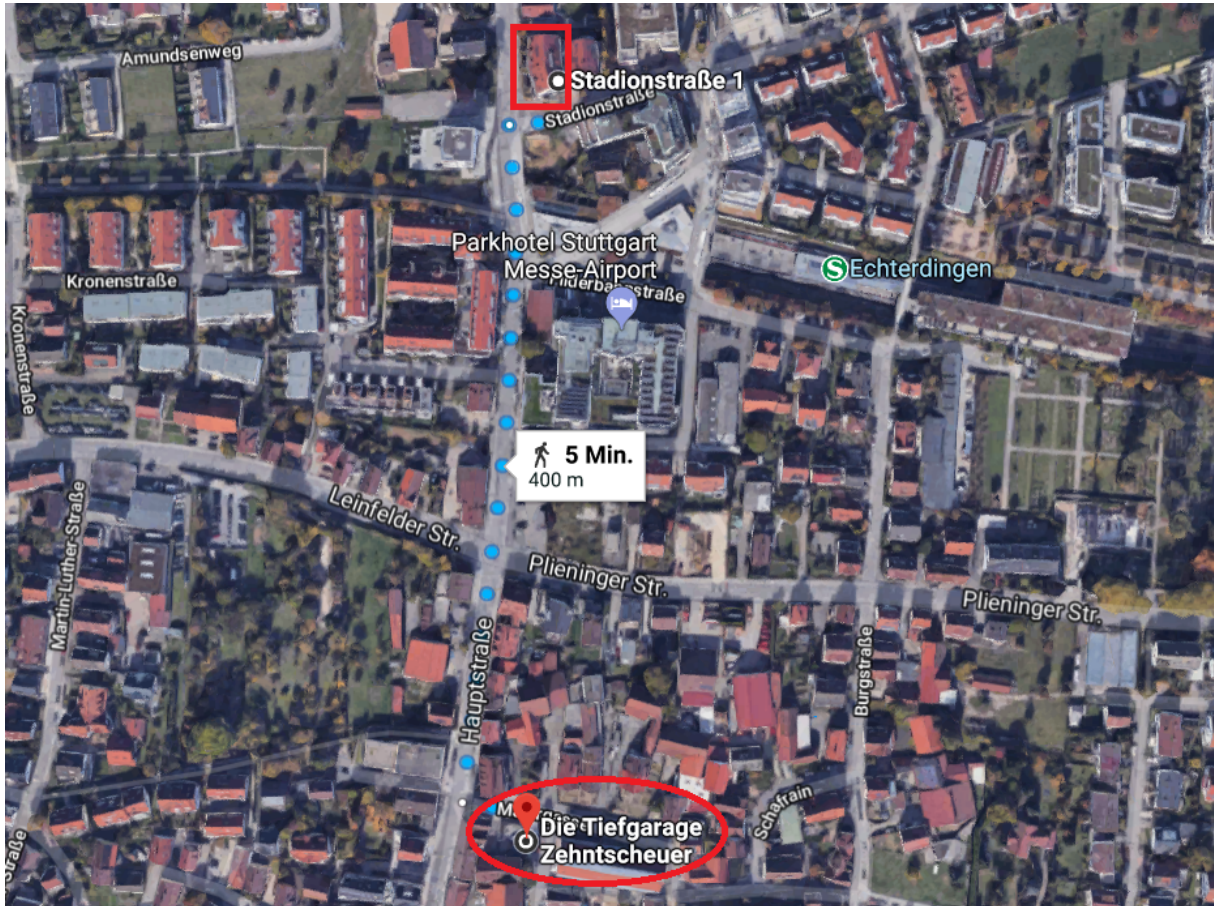 Amundsenweg
Stadionstraße 1
Stadionstraße
Parkhotel Stuttgart
Messe-Airport
Filderbahnstraße
S Echterdingen
Kronenstraße
Kronenstraße
5 Min.
400 m
Leinfelder Str.
Martin-Luther-Straße
Plieninger Str.
Plieninger Str.
Hauptstraße
Burgstraße
Schafrain
Die Tiefgarage
Zehntscheuer
Straße